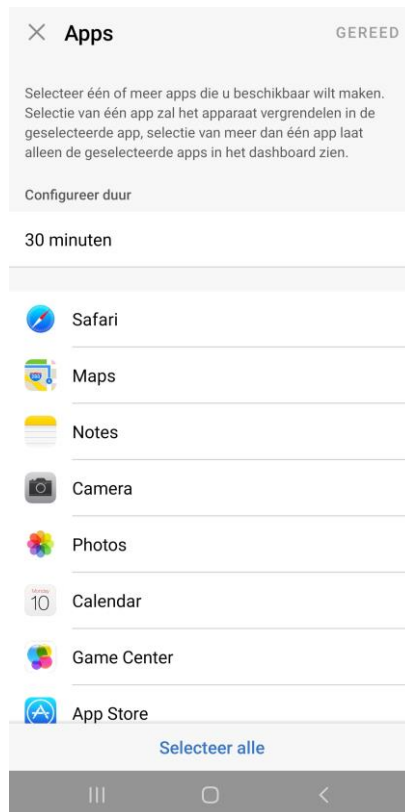 Apps
GEREED
Selecteer één of meer apps die u beschikbaar wilt maken.
Selectie van één app zal het apparaat vergrendelen in de
geselecteerde app, selectie van meer dan één app laat
alleen de geselecteerde apps in het dashboard zien.
Configureer duur
30 minuten
Safari
280
Maps
Notes
Camera
Photos
Monday
10
Calendar
Game Center
App Store
Selecteer alle